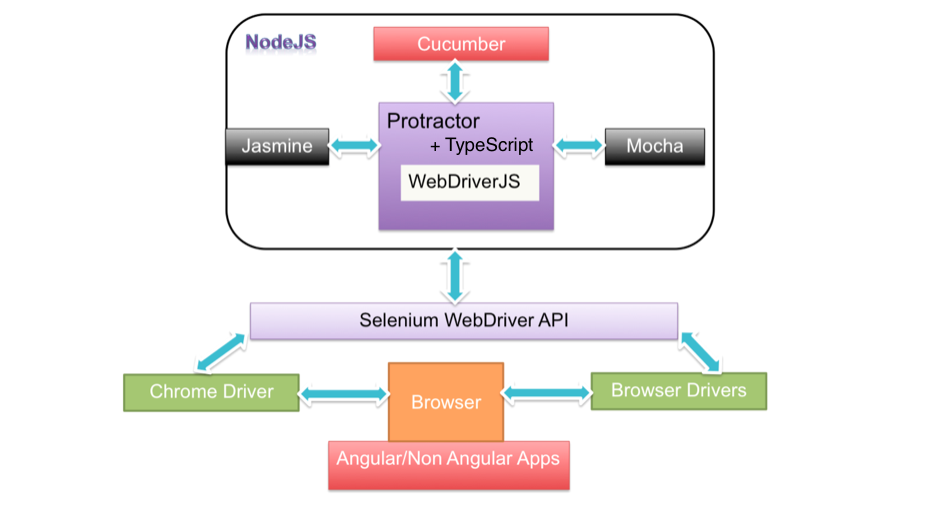 NodeJS
Cucumber
Protractor
+ TypeScript
Jasmine
Mocha
WebDriverJS
Selenium WebDriver API
Chrome Driver
Browser
Browser Drivers
Angular/Non Angular Apps